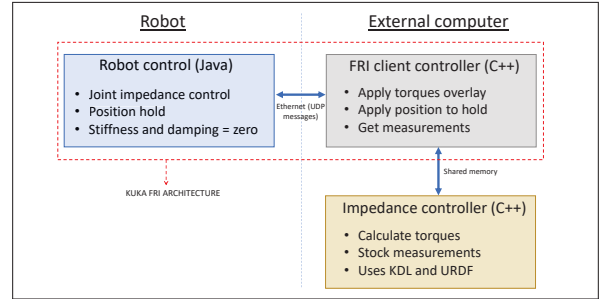 Robot
External computer
Robot control (Java)
• Joint impedance control
• Position hold
• Stiffness and damping = zero
Ethernet (UDP
messages)
FRI client controller (C++)
• Apply torques overlay
• Apply position to hold
• Get measurements
KUKA FRI ARCHITECTURE
Shared memory
Impedance controller (C++)
• Calculate torques
• Stock measurements
• Uses KDL and URDF